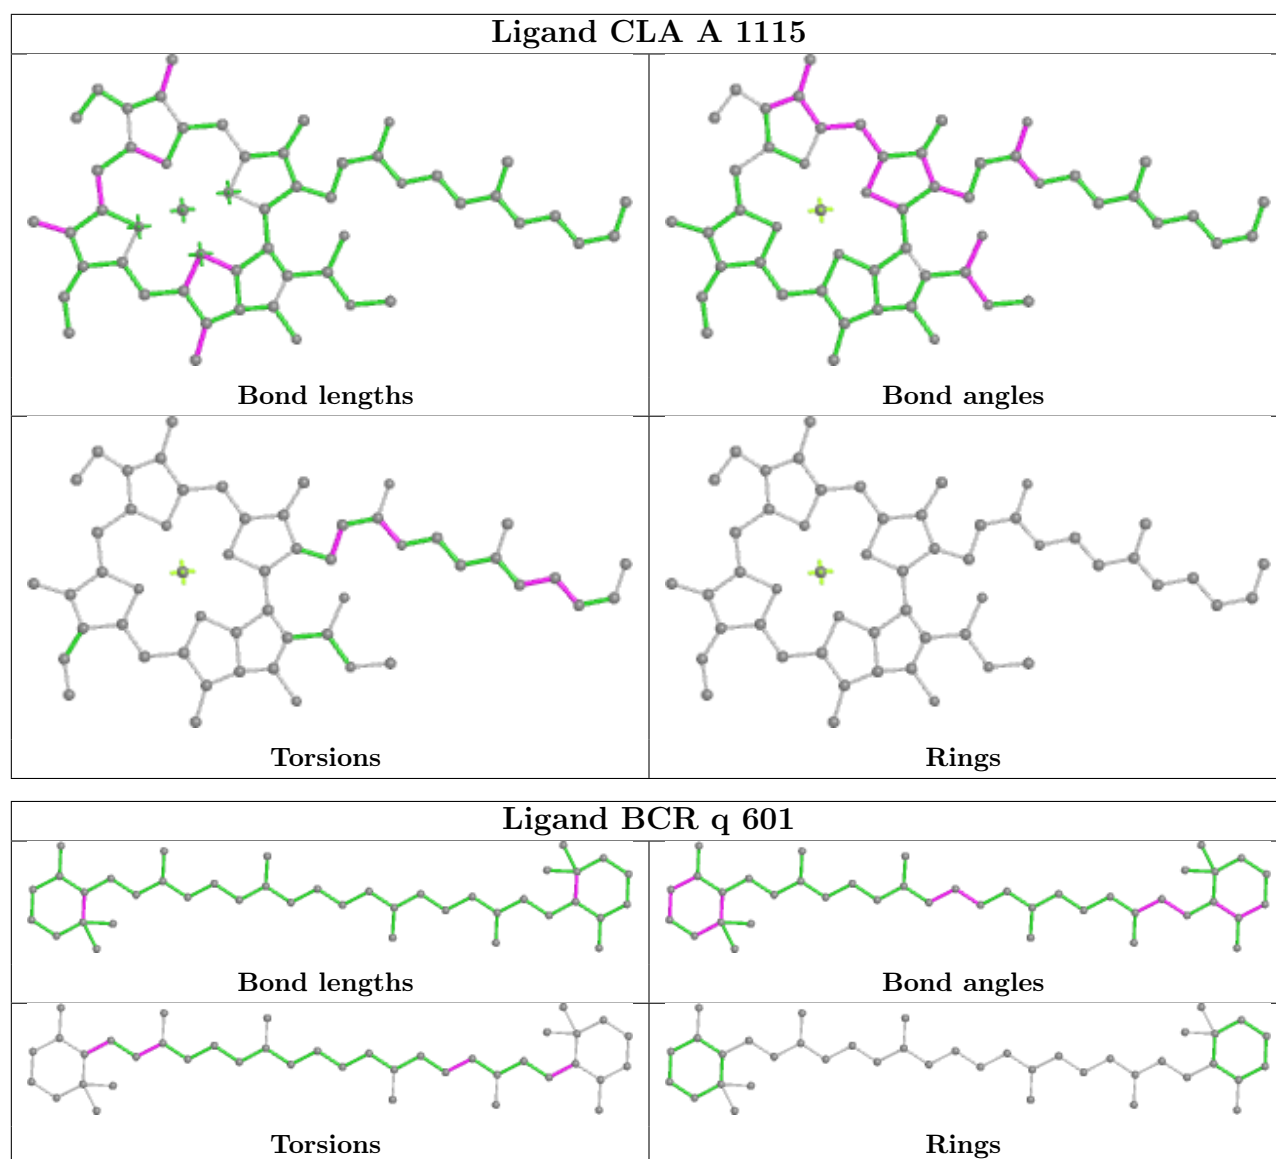 Ligand CLA A 1115
Bond lengths
Bond angles
Torsions
Rings
Ligand BCR q 601
Bond lengths
Bond angles
Torsions
Rings